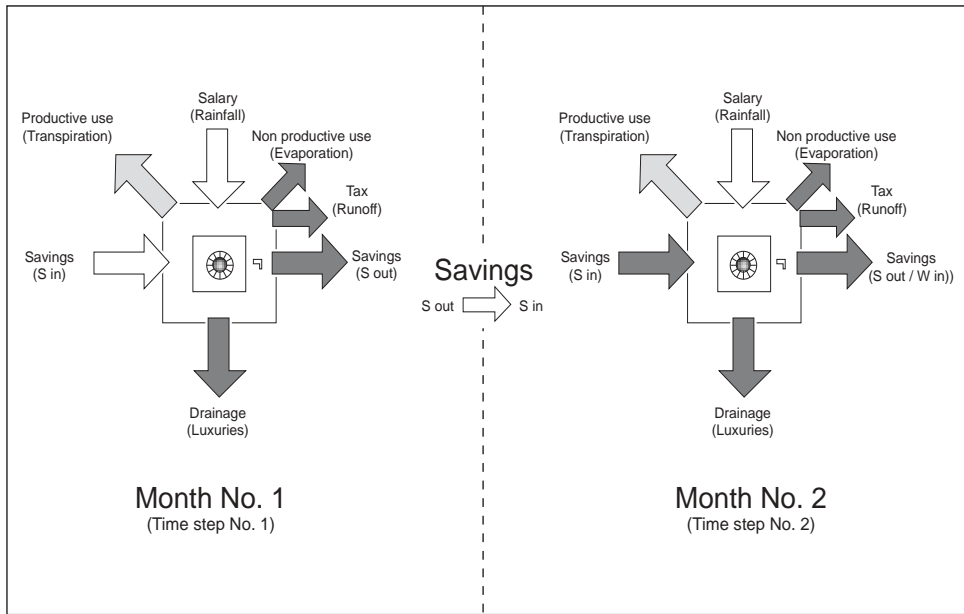 Salary
(Rainfall)
Productive use
(Transpiration)
Non productive use
(Evaporation)
Tax
(Runoff)
Savings
(S in)
Savings
(S out)
Drainage
(Luxuries)
Month No. 1
(Time step No. 1)
Savings
S out
S in
Salary
(Rainfall)
Productive use
(Transpiration)
Non productive use
(Evaporation)
Tax
(Runoff)
Savings
(S in)
Savings
(S out / W in))
Drainage
(Luxuries)
Month No. 2
(Time step No. 2)